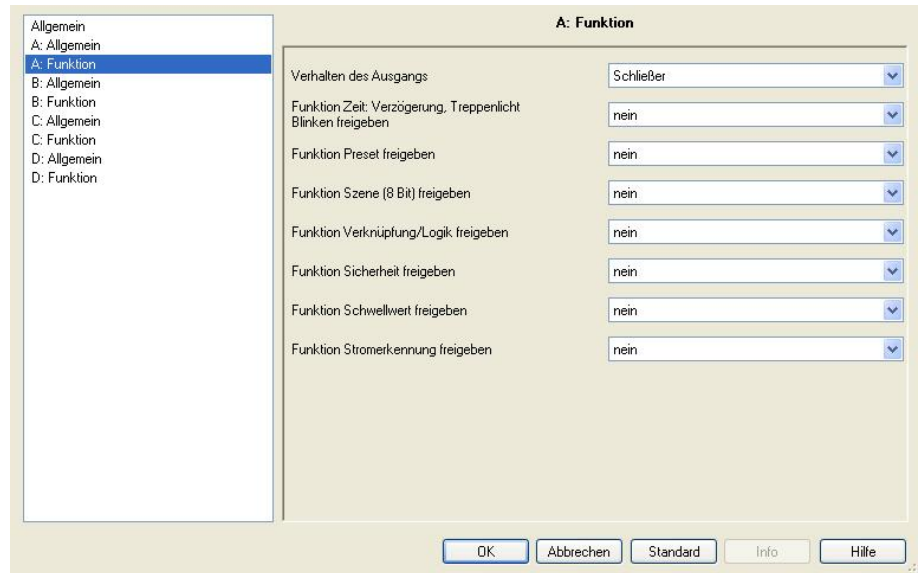 Allgemein
A: Allgemein
A: Funktion
B: Allgemein
B: Funktion
C: Allgemein
C: Funktion
D: Allgemein
D: Funktion
A: Funktion
Verhalten des Ausgangs
Schließer
Funktion Zeit: Verzögerung, Treppenlicht
Blinken freigeben
nein
Funktion Preset freigeben
nein
Funktion Szene (8 Bit) freigeben
nein
Funktion Verknüpfung/Logik freigeben
nein
Funktion Sicherheit freigeben
nein
Funktion Schwellwert freigeben
nein
Funktion Stromerkennung freigeben
nein
OK
Abbrechen
Standard
Info
Hilfe